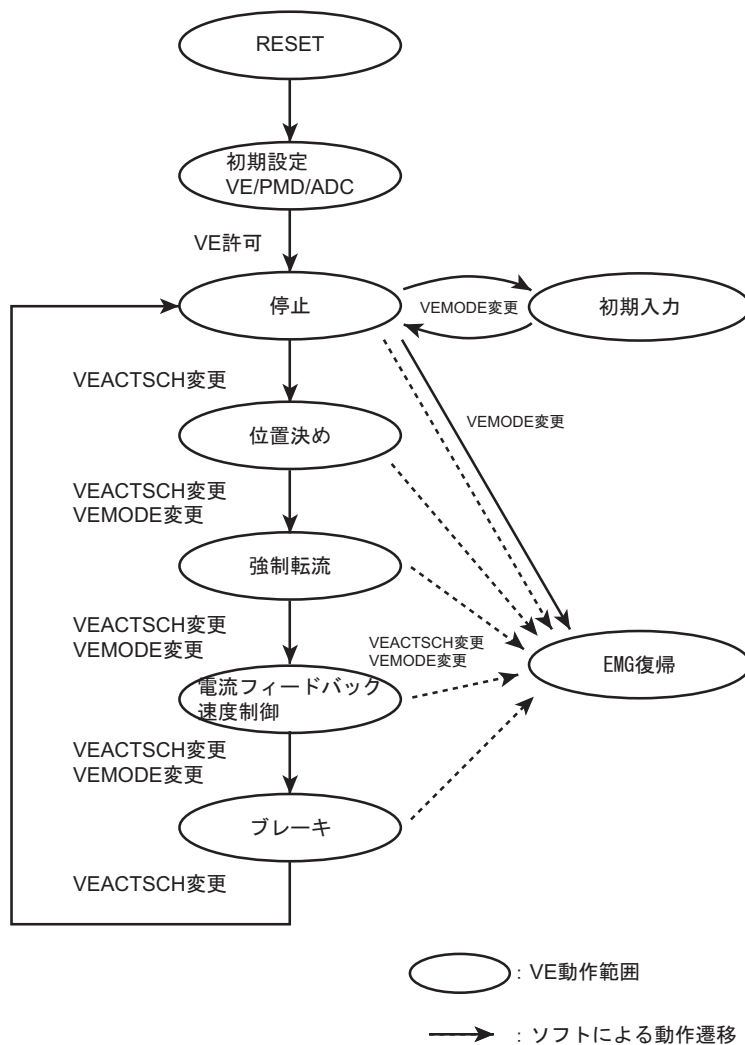 RESET
初期設定
VE/PMD/ADC
VE許可
停止
VEMODE変更
初期入力
VEACTSCH変更
VEMODE変更
位置決め
VEACTSCH変更
VEMODE変更
強制転流
VEACTSCH変更
VEMODE変更
VEACTSCH変更
VEMODE変更
EMG復帰
電流フィードバック
速度制御
VEACTSCH変更
VEMODE変更
ブレーキ
VEACTSCH変更
: VE動作範囲
: ソフトによる動作遷移